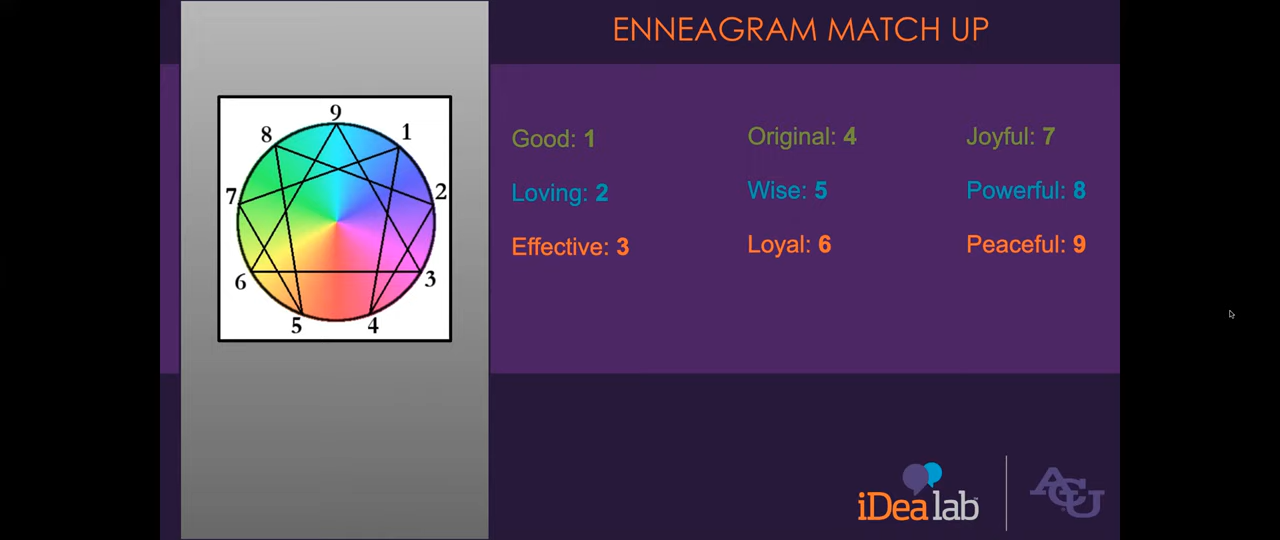 ENNEAGRAM MATCH UP
9
8
1
7
2
6
3
5
4
Good: 1
Loving: 2
Effective: 3
Original: 4
Wise: 5
Loyal: 6
Joyful: 7
Powerful: 8
Peaceful: 9
iDea lab
ACU